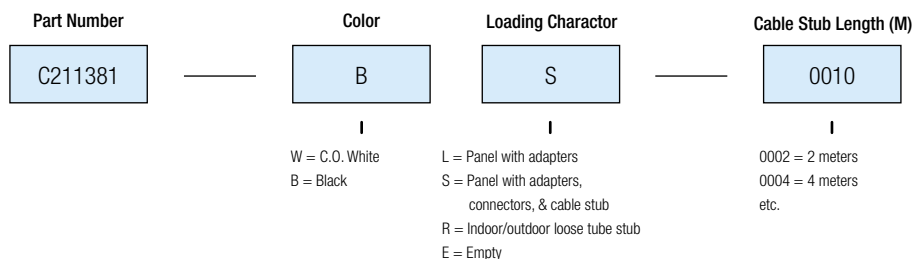 Part Number
Color
Loading Charactor
Cable Stub Length (M)
C211381
B
S
0010
W = C.O. White
B = Black
L = Panel with adapters
S = Panel with adapters,
connectors, & cable stub
R = Indoor/outdoor loose tube stub
E = Empty
0002 = 2 meters
0004 = 4 meters
etc.